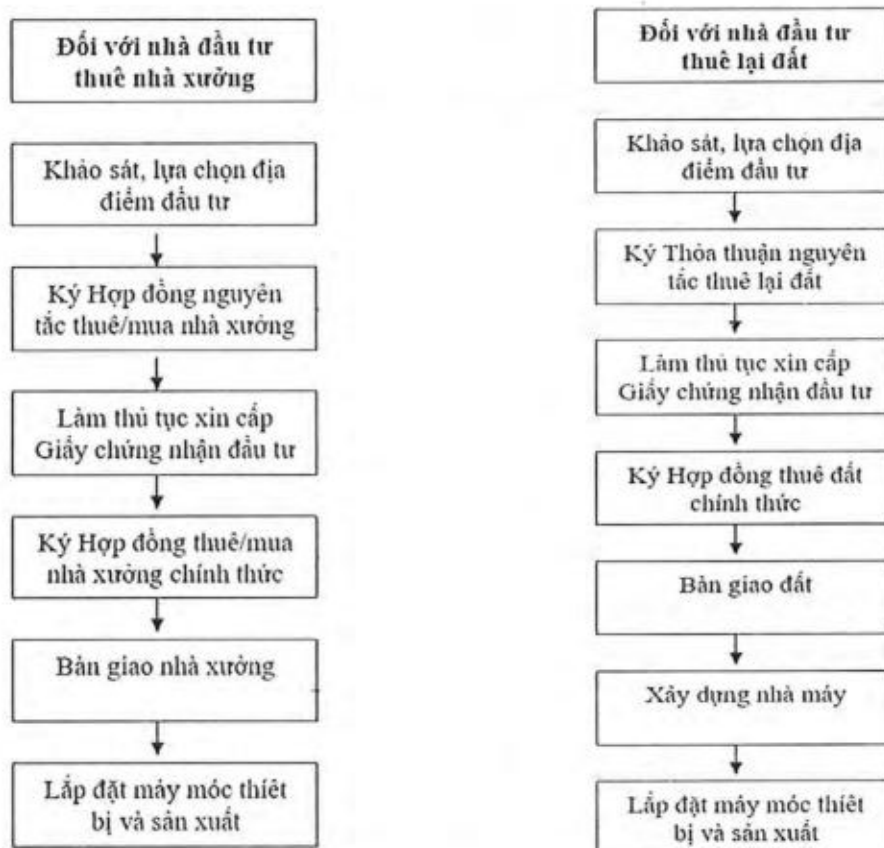 Đối với nhà đầu tư
thuê nhà xưởng
Khảo sát, lựa chọn địa
điểm đầu tư
Ký Hợp đồng nguyên
tắc thuê/mua nhà xưởng
Làm thủ tục xin cấp
Giấy chứng nhận đầu tư
Ký Hợp đồng thuê/mua
nhà xưởng chính thức
Bàn giao nhà xưởng
Lắp đặt máy móc thiêt
bị và sản xuất
Đối với nhà đầu tư
thuê lại đất
Khảo sát, lựa chọn địa
điểm đầu tư
Ký Thỏa thuận nguyên
tắc thuê lại đất
Làm thủ tục xin cấp
Giấy chứng nhận đầu tư
Ký Hợp đồng thuê đất
chính thức
Bàn giao đất
Xây dựng nhà máy
Lắp đặt máy móc thiêt
bị và sản xuất